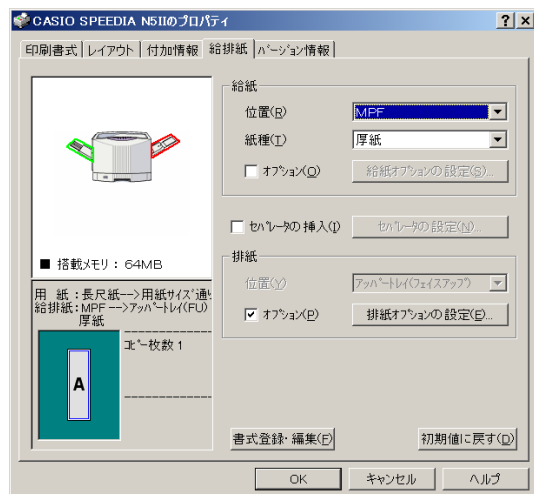 CASIO SPEEDIA N5IIのプロパティ
印刷書式 レイアウト 付加情報 給排紙 バージョン情報
給紙
位置(R) MPF
紙種(T) 厚紙
オプション(O) 給紙オプションの設定(S)...
セパレータの挿入(I) セパレータの設定(N)...
■ 搭載メモリ： 64MB
排紙
位置(Y) アッパートレイ(フェイスアップ)
オプション(P) 排紙オプションの設定(E)...
用　紙：長尺紙-->用紙サイズ通り
給排紙：MPF -->アッパートレイ(FU)
厚紙
コピー枚数 1
A
書式登録・編集(F) 初期値に戻す(D)
OK キャンセル ヘルプ